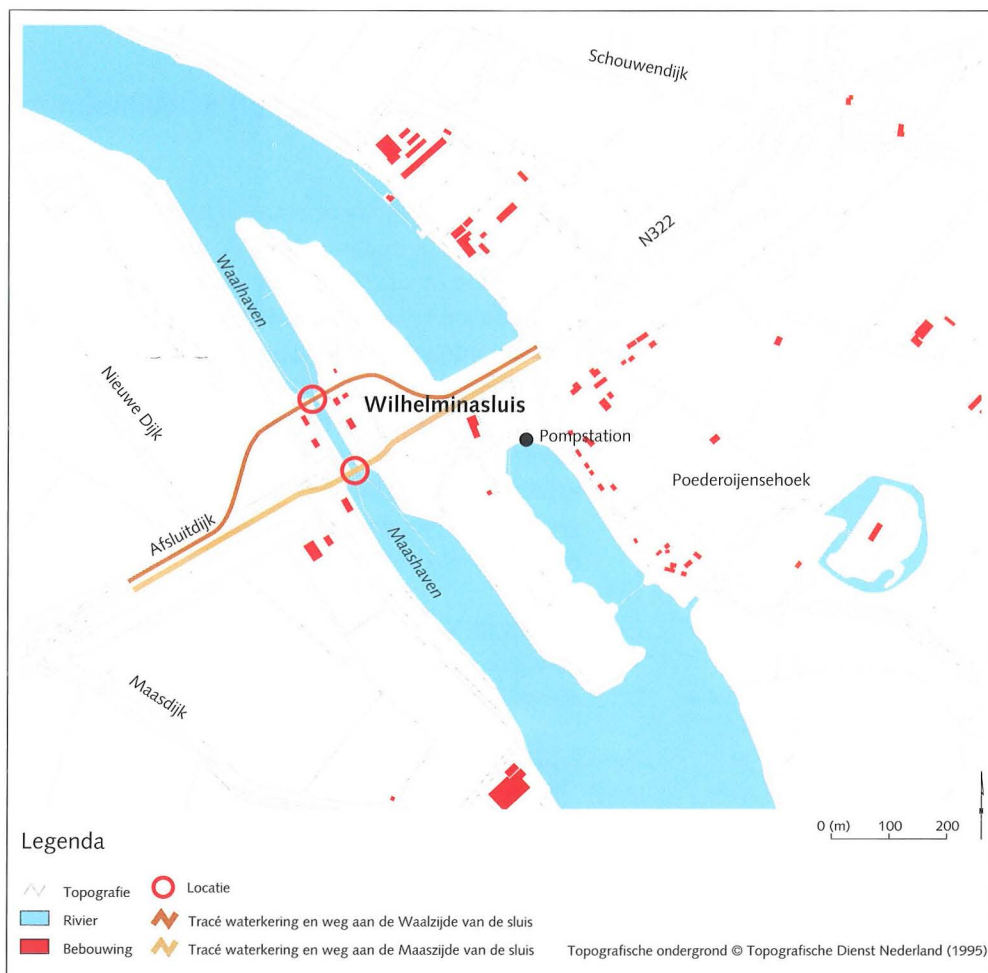 Schouwendijk
N322
Waalhaven
Nieuwe Dijk
Wilhelminasluis
Pompstation
Poederoijensehoek
Afsluitdijk
Maashaven
Maasdijk
0 (m) 100 200
Legenda
Topografie
Locatie
Rivier
Tracé waterkering en weg aan de Waalzijde van de sluis
Bebouwing
Tracé waterkering en weg aan de Maaszijde van de sluis
Topografische ondergrond © Topografische Dienst Nederland (1995)